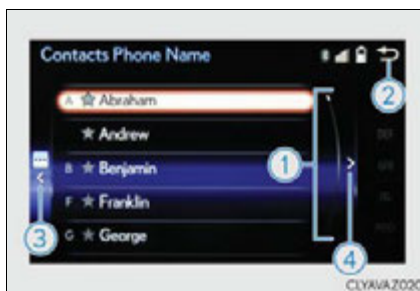 Contacts Phone Name
2
A Abraham
Andrew
1
B Benjamin
3
F Franklin
4
G George
CLYAVAZ020